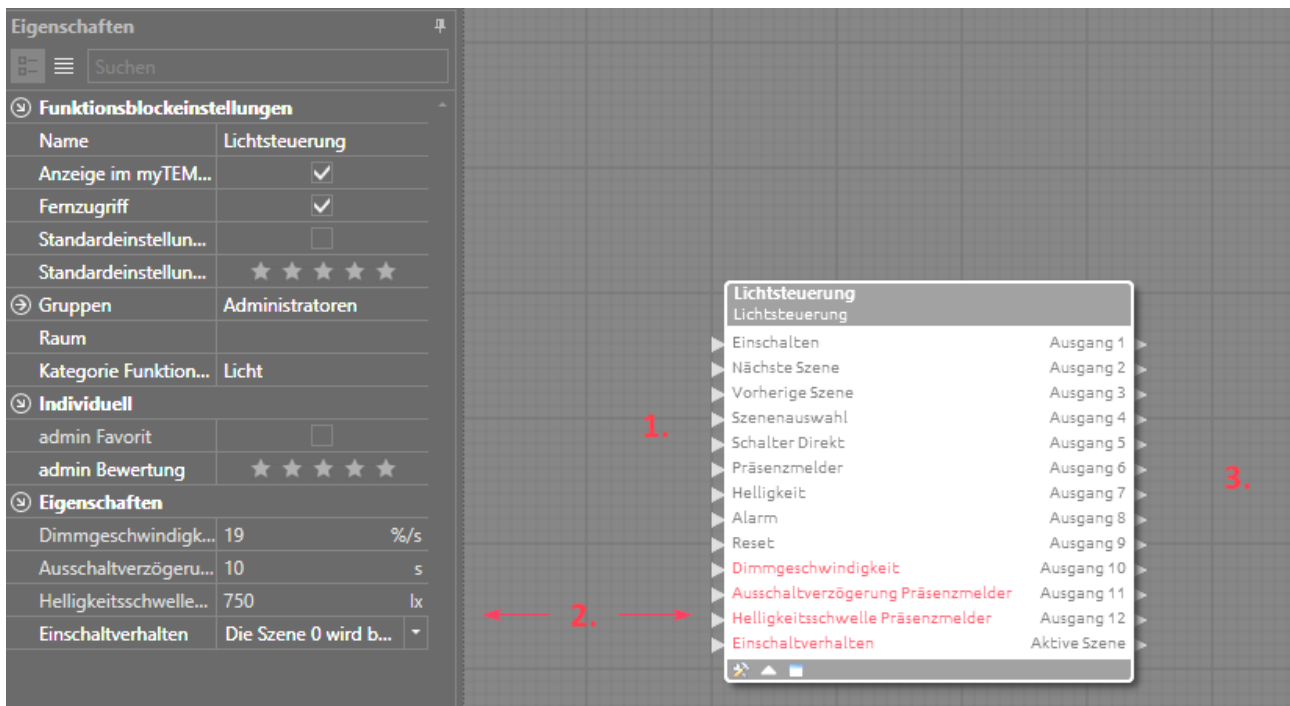 Eigenschaften
Suchen
Funktionsblockeinstellungen
Name Lichtsteuerung
Anzeige im myTEM...
Fernzugriff
Standardeinstellun...
Standardeinstellun...
Gruppen Administratoren
Raum
Kategorie Funktion... Licht
Individuell
admin Favorit
admin Bewertung
Eigenschaften
Dimmgeschwindigk... 19 %/s
Ausschaltverzögeru... 10 s
Helligkeitsschwelle... 750 lx
Einschaltverhalten Die Szene 0 wird b...
1.
2.
Lichtsteuerung
Lichtsteuerung
Einschalten Ausgang 1
Nächste Szene Ausgang 2
Vorherige Szene Ausgang 3
Szenenauswahl Ausgang 4
Schalter Direkt Ausgang 5
Präsenzmelder Ausgang 6
Helligkeit Ausgang 7
Alarm Ausgang 8
Reset Ausgang 9
Dimmgeschwindigkeit Ausgang 10
Ausschaltverzögerung Präsenzmelder Ausgang 11
Helligkeitsschwelle Präsenzmelder Ausgang 12
Einschaltverhalten Aktive Szene
3.